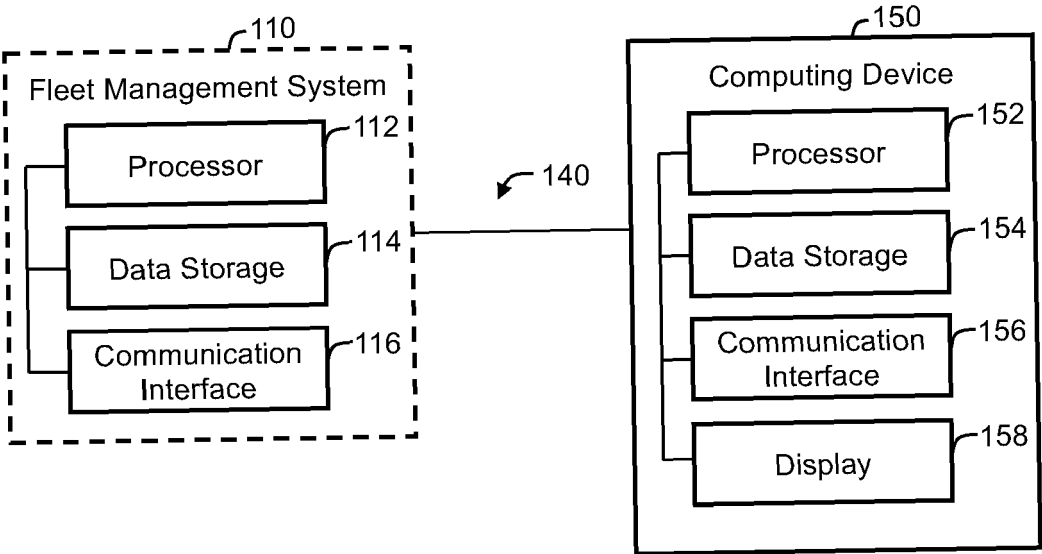 110
Fleet Management System
112
Processor
114
Data Storage
116
Communication
Interface
140
150
Computing Device
152
Processor
154
Data Storage
156
Communication
Interface
158
Display